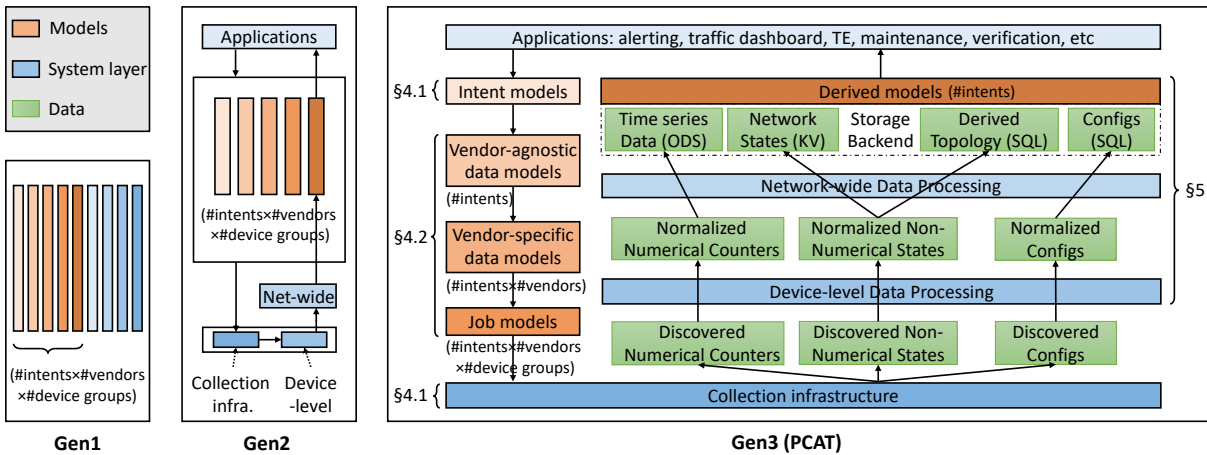 Models
System layer
Data
(#intents×#vendors
×#device groups)
Gen1
Applications
(#intents×#vendors
×#device groups)
Net-wide
Collection
infra.
Device
-level
Gen2
Applications: alerting, traffic dashboard, TE, maintenance, verification, etc
§4.1
Intent models
Derived models (#intents)
Time series
Data (ODS)
Network
States (KV)
Storage
Backend
Derived
Topology (SQL)
Configs
(SQL)
§4.2
Vendor-agnostic
data models
(#intents)
Network-wide Data Processing
§5
Vendor-specific
data models
(#intents×#vendors)
Normalized
Numerical Counters
Normalized Non-
Numerical States
Normalized
Configs
Device-level Data Processing
Job models
(#intents×#vendors
×#device groups)
Discovered
Numerical Counters
Discovered Non-
Numerical States
Discovered
Configs
§4.1
Collection infrastructure
Gen3 (PCAT)